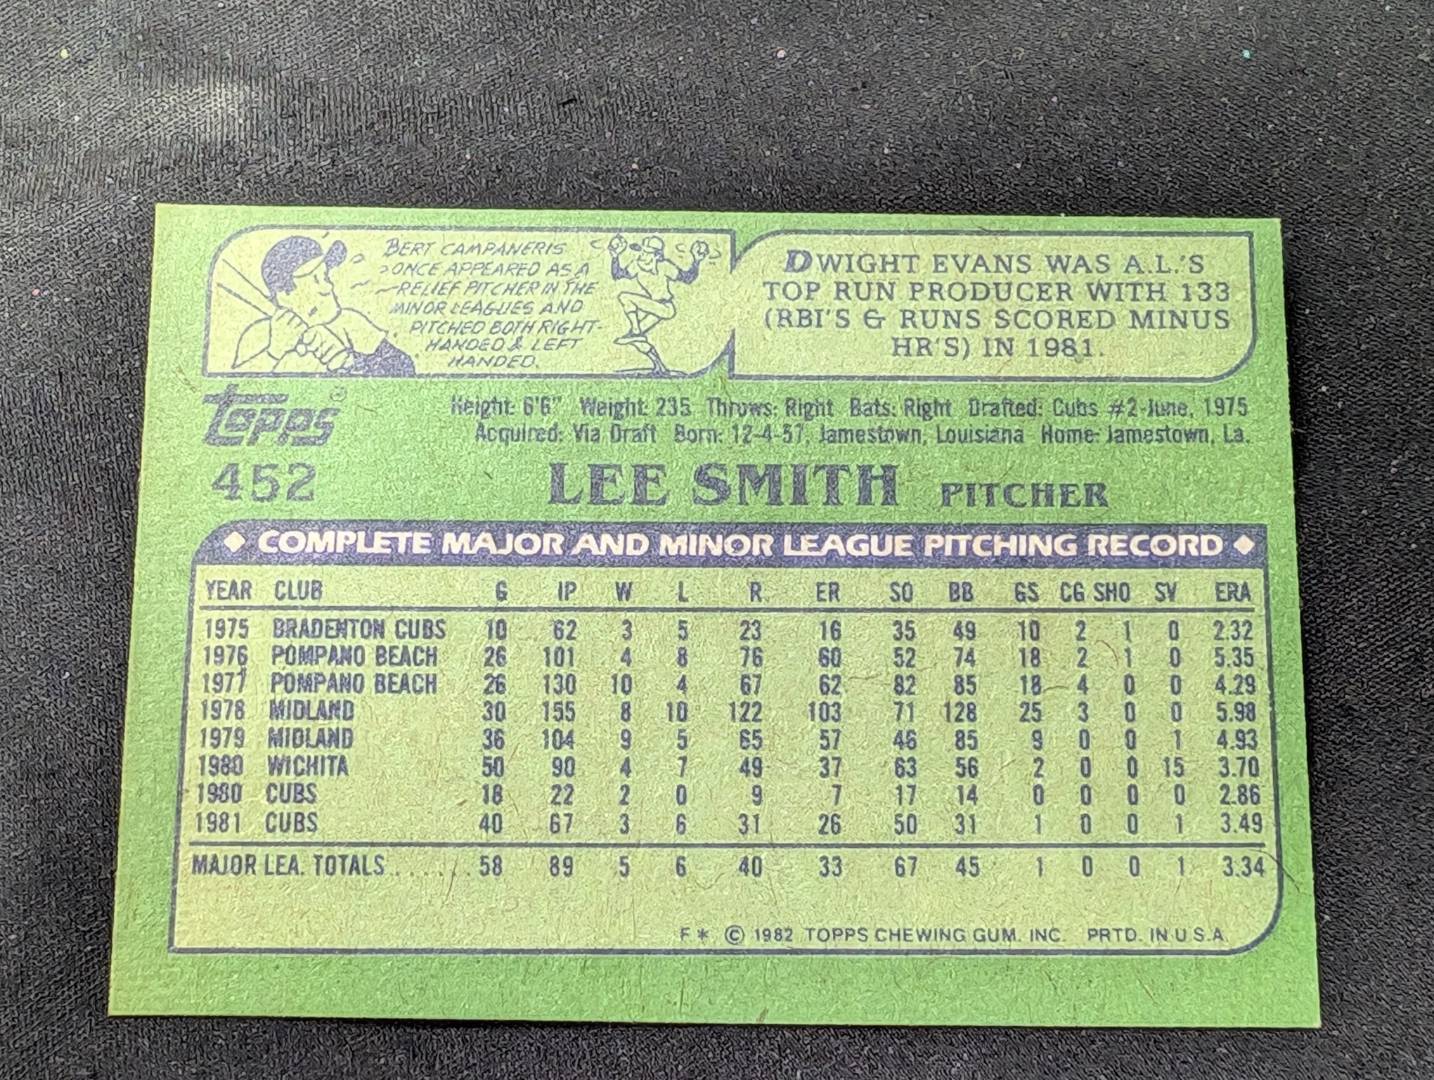 BERT CAMPANERIS
ONCE APPEARED AS A
RELIEF PITCHER IN THE
MINOR LEAGUES AND
PITCHED BOTH RIGHT-
HANDED & LEFT
HANDED.
DWIGHT EVANS WAS A.L.'S
TOP RUN PRODUCER WITH 133
(RBI'S & RUNS SCORED MINUS
HR'S) IN 1981.
Topps®
Height: 6'6" Weight: 235 Throws: Right Bats: Right Drafted: Cubs #2-June, 1975
Acquired: Via Draft Born: 12-4-57, Jamestown, Louisiana Home: Jamestown, La.
452 LEE SMITH PITCHER
◆ COMPLETE MAJOR AND MINOR LEAGUE PITCHING RECORD ◆
YEAR CLUB G IP W L R ER SO BB GS CG SHO SV ERA
1975 BRADENTON CUBS 10 62 3 5 23 16 35 49 10 2 1 0 2.32
1976 POMPANO BEACH 26 101 4 8 76 60 52 74 18 2 1 0 5.35
1977 POMPANO BEACH 26 130 10 4 67 62 82 85 18 4 0 0 4.29
1978 MIDLAND 30 155 8 10 122 103 71 128 25 3 0 0 5.98
1979 MIDLAND 36 104 9 5 65 57 46 85 9 0 0 1 4.93
1980 WICHITA 50 90 4 7 49 37 63 56 2 0 0 15 3.70
1980 CUBS 18 22 2 0 9 7 17 14 0 0 0 0 2.86
1981 CUBS 40 67 3 6 31 26 50 31 1 0 0 1 3.49
MAJOR LEA. TOTALS . . . . . . . 58 89 5 6 40 33 67 45 1 0 0 1 3.34
F* © 1982 TOPPS CHEWING GUM. INC. PRTD. IN U.S.A